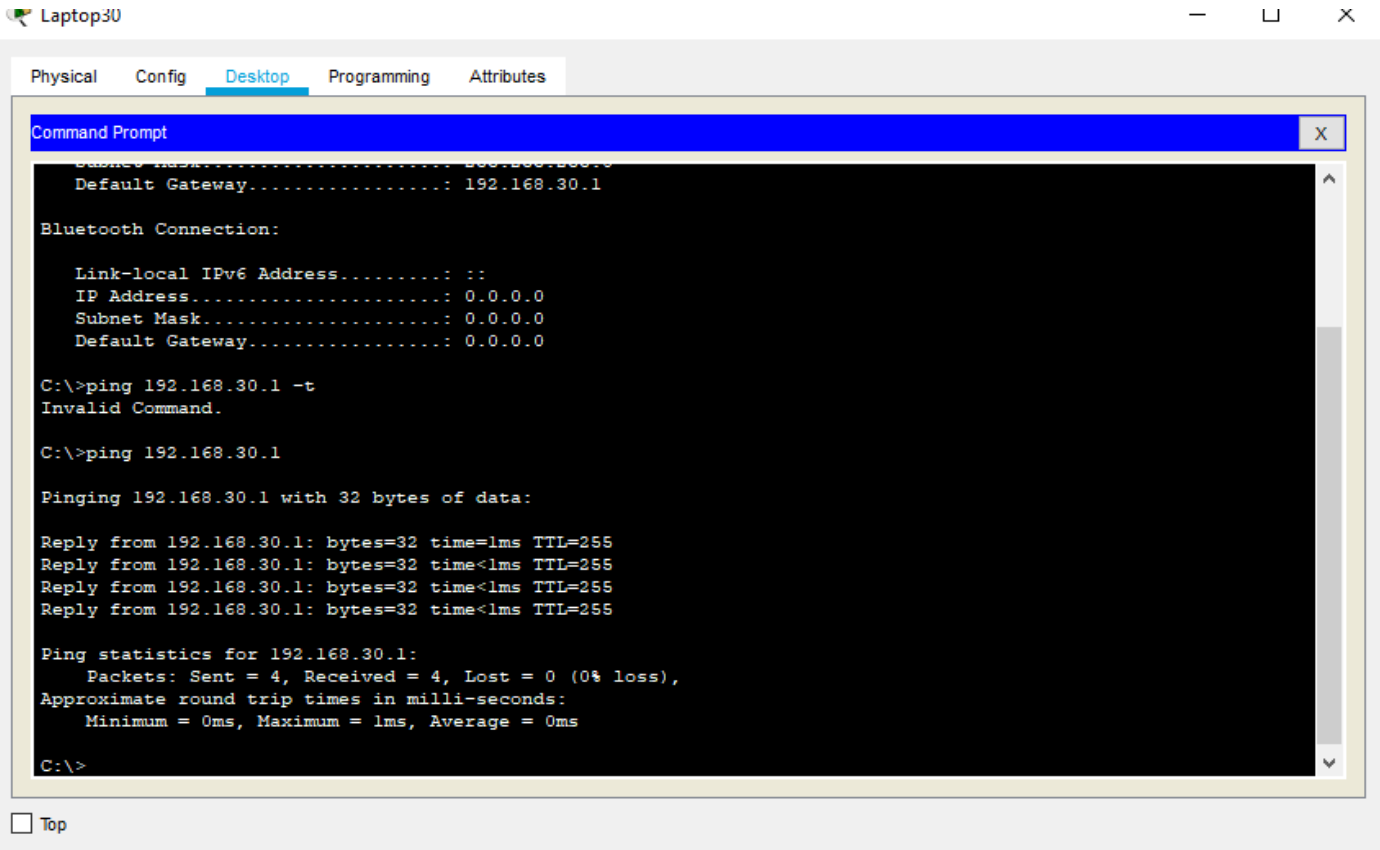 Laptop30
Physical Config Desktop Programming Attributes
Command Prompt
X
Subnet Mask.....................:
Default Gateway.................: 192.168.30.1
Bluetooth Connection:
Link-local IPv6 Address.........: ::
IP Address......................: 0.0.0.0
Subnet Mask.....................: 0.0.0.0
Default Gateway.................: 0.0.0.0
C:\>ping 192.168.30.1 -t
Invalid Command.
C:\>ping 192.168.30.1
Pinging 192.168.30.1 with 32 bytes of data:
Reply from 192.168.30.1: bytes=32 time=1ms TTL=255
Reply from 192.168.30.1: bytes=32 time<1ms TTL=255
Reply from 192.168.30.1: bytes=32 time<1ms TTL=255
Reply from 192.168.30.1: bytes=32 time<1ms TTL=255
Ping statistics for 192.168.30.1:
Packets: Sent = 4, Received = 4, Lost = 0 (0% loss),
Approximate round trip times in milli-seconds:
Minimum = 0ms, Maximum = 1ms, Average = 0ms
C:\>
Top